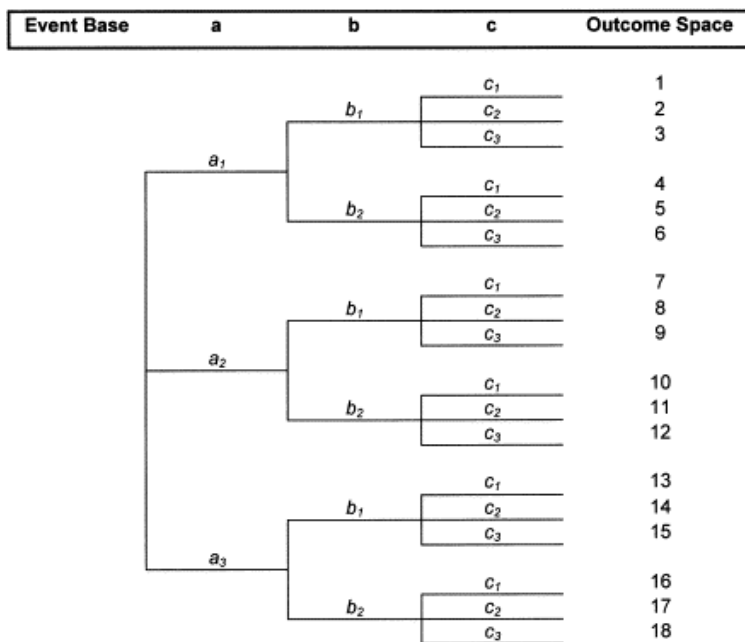 Event Base a b c Outcome Space
c₁ 1
b₁ c₂ 2
c₃ 3
a₁
c₁ 4
b₂ c₂ 5
c₃ 6
c₁ 7
b₁ c₂ 8
c₃ 9
a₂
c₁ 10
b₂ c₂ 11
c₃ 12
c₁ 13
b₁ c₂ 14
c₃ 15
a₃
c₁ 16
b₂ c₂ 17
c₃ 18